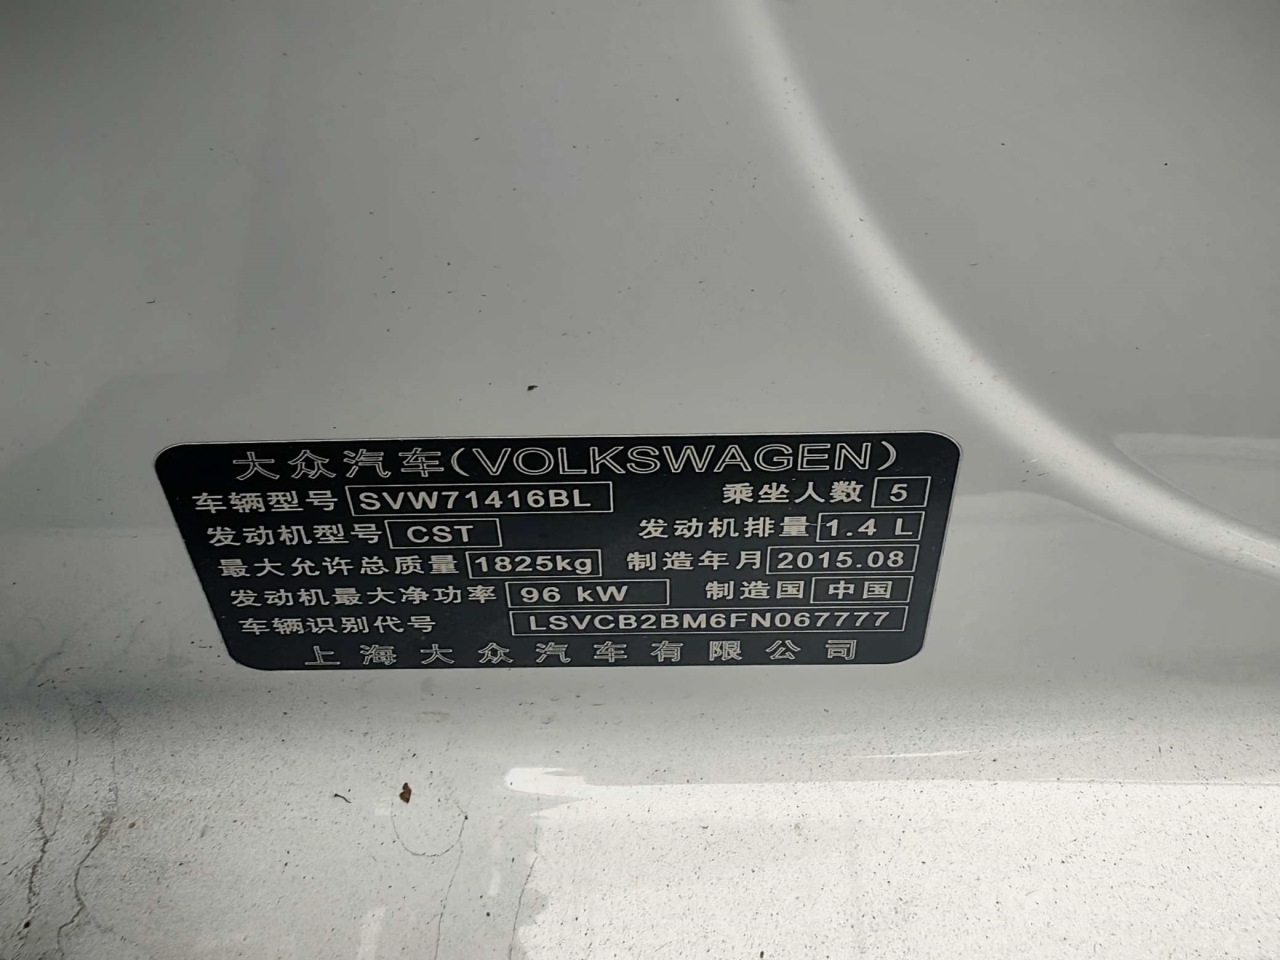 大众汽车(VOLKSWAGEN)
车辆型号 SVW71416BL 乘坐人数 5
发动机型号 CST 发动机排量 1.4 L
最大允许总质量 1825kg 制造年月 2015.08
发动机最大净功率 96 kW 制造国 中国
车辆识别代号 LSVCB2BM6FN067777
上海大众汽车有限公司